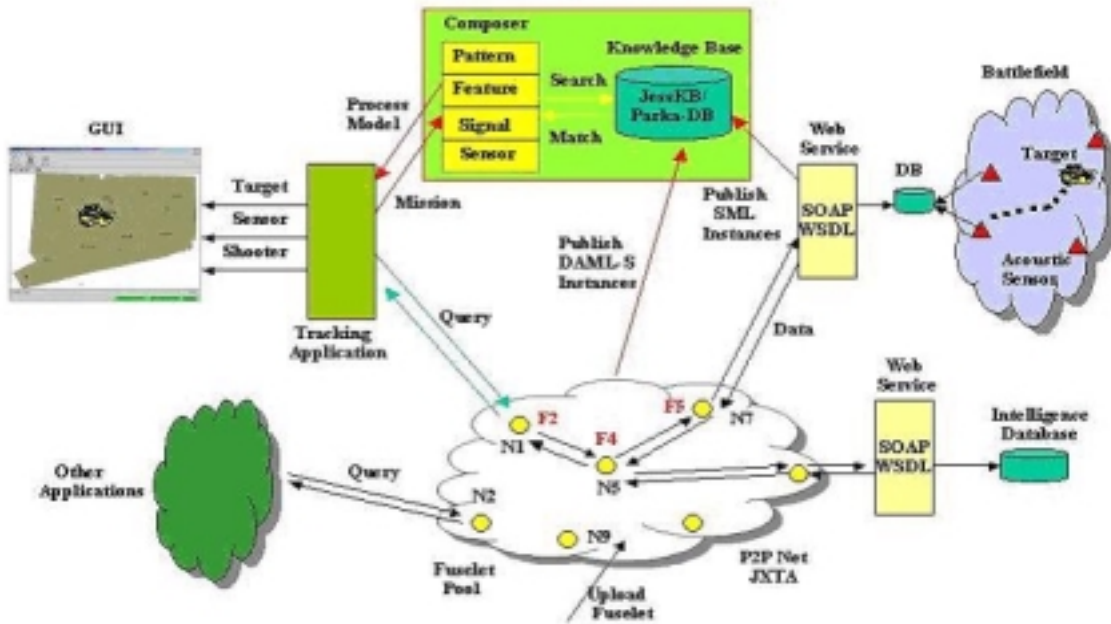 Composer
Pattern
Feature
Signal
Sensor
Search
Match
Knowledge Base
JessKB/
Parka-DB
Process
Model
Mission
GUI
Target
Sensor
Shooter
Tracking
Application
Query
Publish
DAML-S
Instances
Publish
SML
Instances
Web
Service
SOAP
WSDL
DB
Battlefield
Target
Acoustic
Sensor
Data
Web
Service
SOAP
WSDL
Intelligence
Database
Other
Applications
Query
F2
N1
F4
N5
F5
N7
N2
N9
Fuselet
Pool
Upload
Fuselet
P2P Net
JXTA